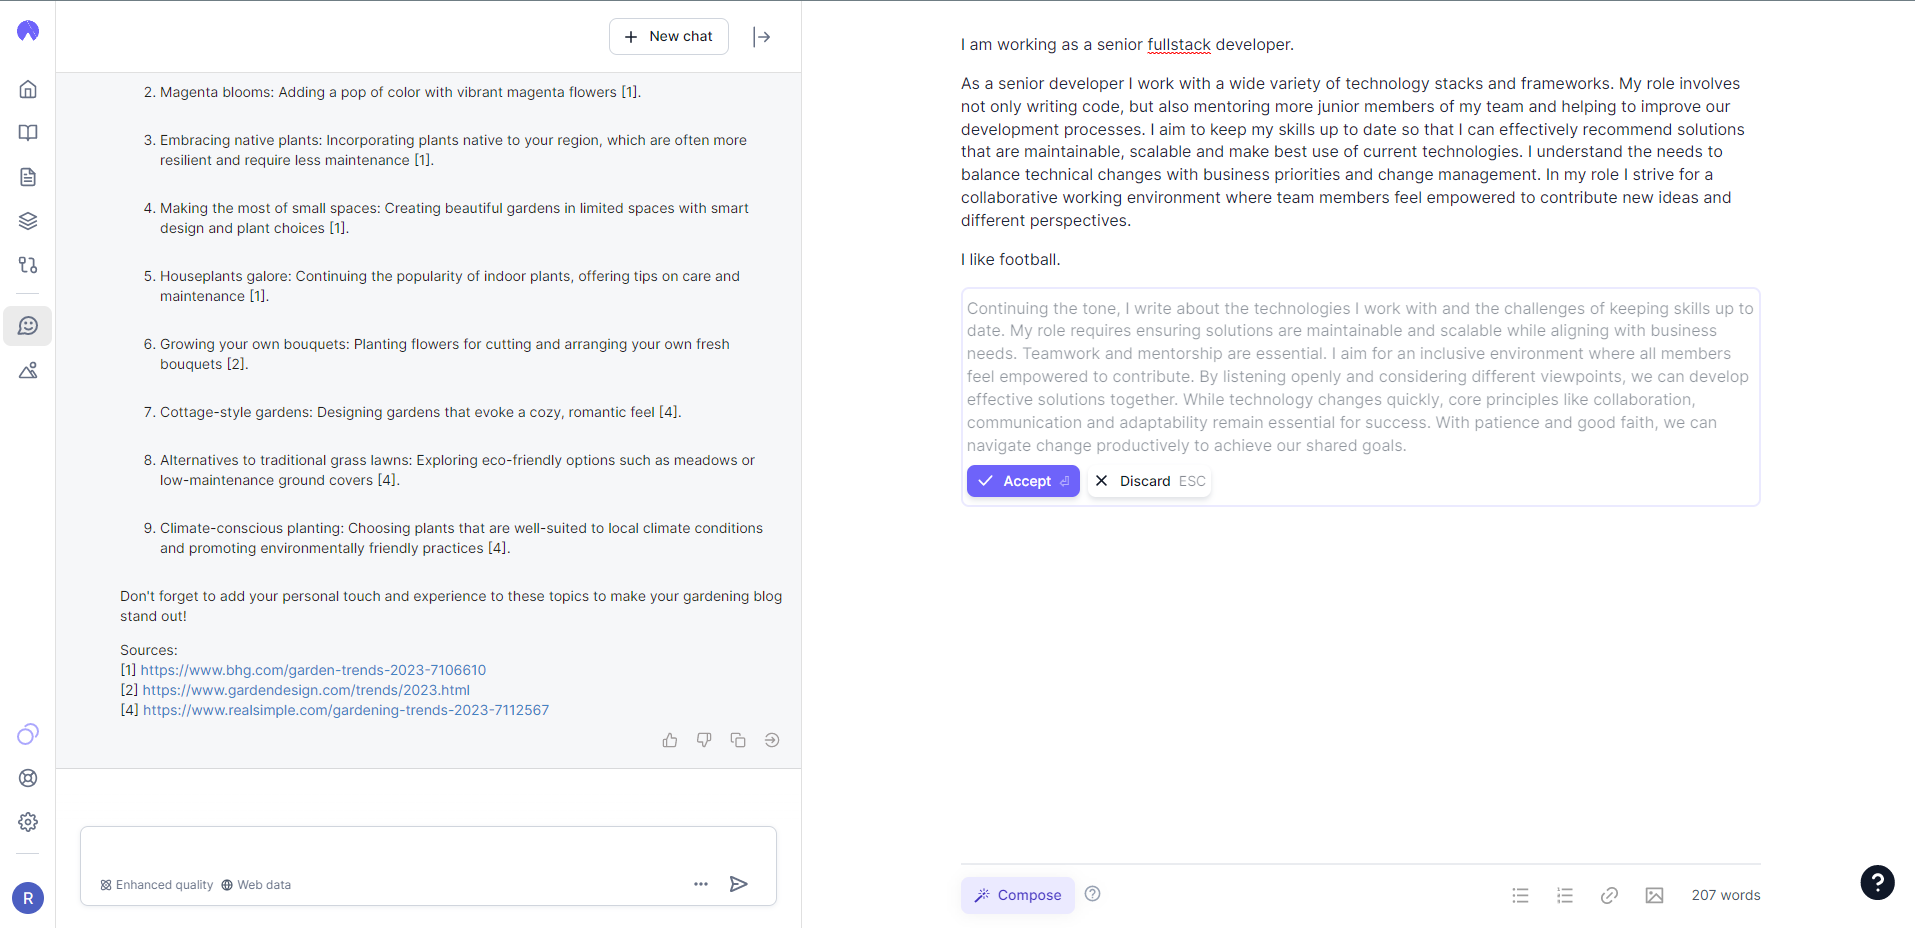 New chat
2. Magenta blooms: Adding a pop of color with vibrant magenta flowers [1].
3. Embracing native plants: Incorporating plants native to your region, which are often more
resilient and require less maintenance [1].
4. Making the most of small spaces: Creating beautiful gardens in limited spaces with smart
design and plant choices [1].
5. Houseplants galore: Continuing the popularity of indoor plants, offering tips on care and
maintenance [1].
6. Growing your own bouquets: Planting flowers for cutting and arranging your own fresh
bouquets [2].
7. Cottage-style gardens: Designing gardens that evoke a cozy, romantic feel [4].
8. Alternatives to traditional grass lawns: Exploring eco-friendly options such as meadows or
low-maintenance ground covers [4].
9. Climate-conscious planting: Choosing plants that are well-suited to local climate conditions
and promoting environmentally friendly practices [4].
Don't forget to add your personal touch and experience to these topics to make your gardening blog
stand out!
Sources:
[1] https://www.bhg.com/garden-trends-2023-7106610
[2] https://www.gardendesign.com/trends/2023.html
[4] https://www.realsimple.com/gardening-trends-2023-7112567
Enhanced quality Web data
R
I am working as a senior fullstack developer.
As a senior developer I work with a wide variety of technology stacks and frameworks. My role involves
not only writing code, but also mentoring more junior members of my team and helping to improve our
development processes. I aim to keep my skills up to date so that I can effectively recommend solutions
that are maintainable, scalable and make best use of current technologies. I understand the needs to
balance technical changes with business priorities and change management. In my role I strive for a
collaborative working environment where team members feel empowered to contribute new ideas and
different perspectives.
I like football.
Continuing the tone, I write about the technologies I work with and the challenges of keeping skills up to
date. My role requires ensuring solutions are maintainable and scalable while aligning with business
needs. Teamwork and mentorship are essential. I aim for an inclusive environment where all members
feel empowered to contribute. By listening openly and considering different viewpoints, we can develop
effective solutions together. While technology changes quickly, core principles like collaboration,
communication and adaptability remain essential for success. With patience and good faith, we can
navigate change productively to achieve our shared goals.
Accept Discard ESC
Compose 207 words